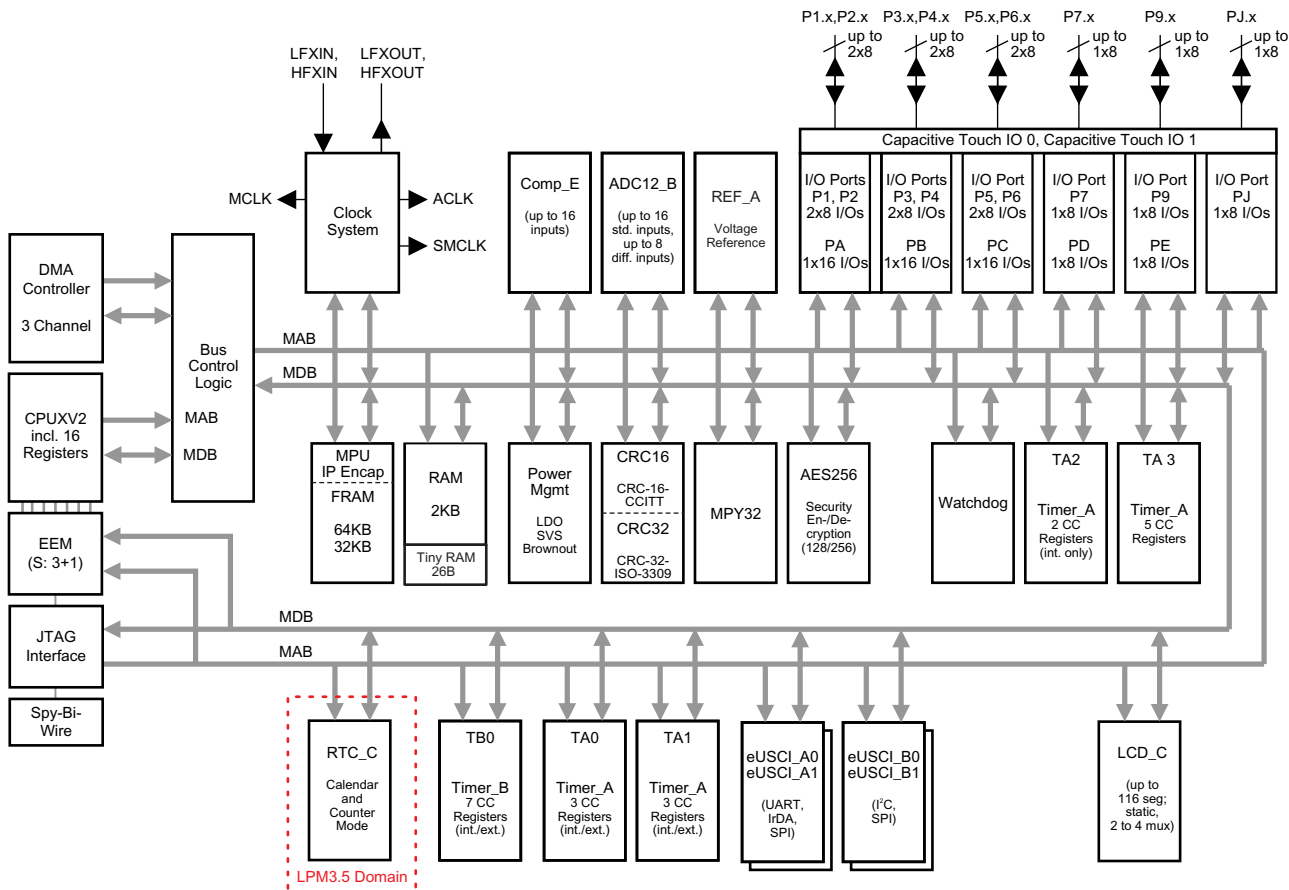 P1.x,P2.x
P3.x,P4.x
P5.x,P6.x
P7.x
P9.x
PJ.x
up to
2x8
up to
2x8
up to
2x8
up to
1x8
up to
1x8
up to
1x8
LFXIN,
HFXIN
LFXOUT,
HFXOUT
MCLK
Clock
System
ACLK
SMCLK
Comp_E
(up to 16
inputs)
ADC12_B
(up to 16
std. inputs,
up to 8
diff. inputs)
REF_A
Voltage
Reference
Capacitive Touch IO 0, Capacitive Touch IO 1
I/O Ports
P1, P2
2x8 I/Os
PA
1x16 I/Os
I/O Ports
P3, P4
2x8 I/Os
PB
1x16 I/Os
I/O Port
P5, P6
2x8 I/Os
PC
1x16 I/Os
I/O Port
P7
1x8 I/Os
PD
1x8 I/Os
I/O Port
P9
1x8 I/Os
PE
1x8 I/Os
I/O Port
PJ
1x8 I/Os
DMA
Controller
3 Channel
Bus
Control
Logic
MAB
MDB
CPUXV2
incl. 16
Registers
MAB
MDB
MPU
IP Encap
FRAM
64KB
32KB
RAM
2KB
Tiny RAM
26B
Power
Mgmt
LDO
SVS
Brownout
CRC16
CRC-16-
CCITT
CRC32
CRC-32-
ISO-3309
MPY32
AES256
Security
En-/De-
cryption
(128/256)
Watchdog
TA2
Timer_A
2 CC
Registers
(int. only)
TA 3
Timer_A
5 CC
Registers
EEM
(S: 3+1)
MDB
MAB
JTAG
Interface
Spy-Bi-
Wire
RTC_C
Calendar
and
Counter
Mode
LPM3.5 Domain
TB0
Timer_B
7 CC
Registers
(int./ext.)
TA0
Timer_A
3 CC
Registers
(int./ext.)
TA1
Timer_A
3 CC
Registers
(int./ext.)
eUSCI_A0
eUSCI_A1
(UART,
IrDA,
SPI)
eUSCI_B0
eUSCI_B1
(I²C,
SPI)
LCD_C
(up to
116 seg;
static,
2 to 4 mux)